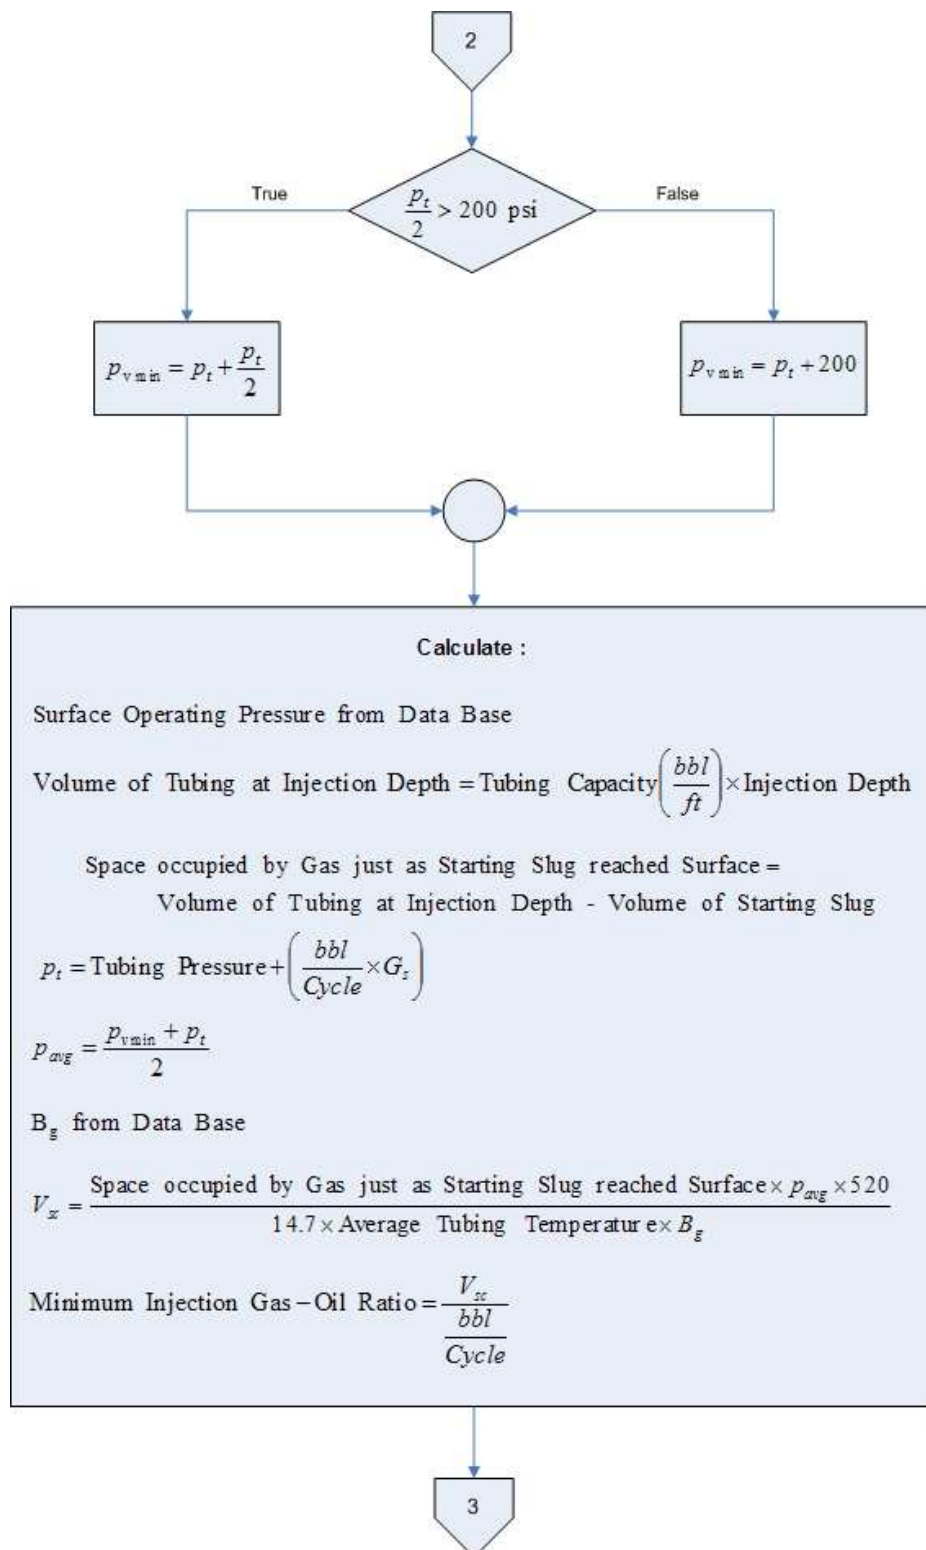 2
True
p_t/2 > 200 psi
False
p_vmin = p_t + p_t/2
p_vmin = p_t + 200
Calculate :
Surface Operating Pressure from Data Base
Volume of Tubing at Injection Depth = Tubing Capacity (bbl/ft) × Injection Depth
Space occupied by Gas just as Starting Slug reached Surface =
Volume of Tubing at Injection Depth - Volume of Starting Slug
p_t = Tubing Pressure + (bbl/Cycle × G_s)
p_avg = (p_vmin + p_t)/2
B_g from Data Base
V_sc = (Space occupied by Gas just as Starting Slug reached Surface × p_avg × 520)/(14.7 × Average Tubing Temperature × B_g)
Minimum Injection Gas – Oil Ratio = V_sc/(bbl/Cycle)
3